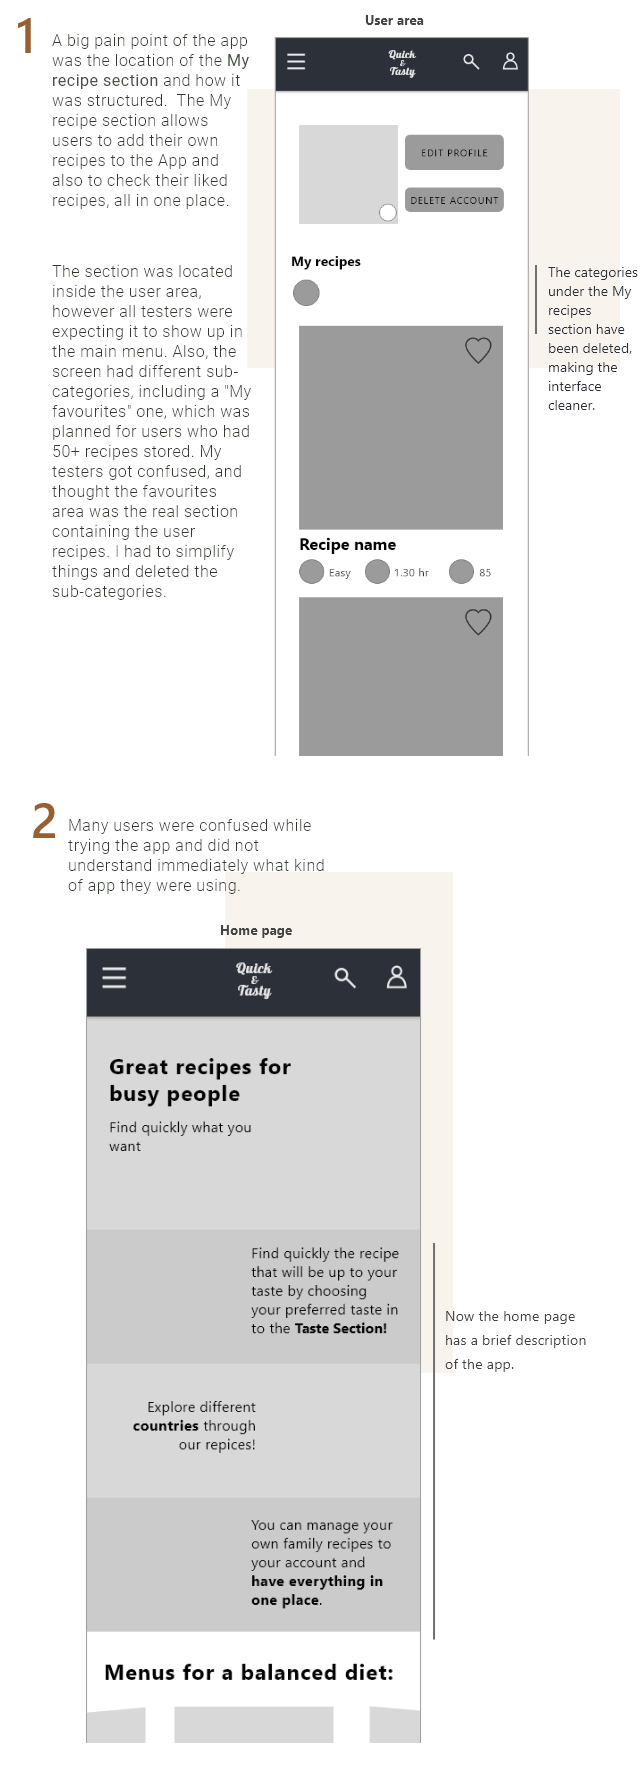 User area
1
A big pain point of the app
was the location of the My
recipe section and how it
was structured. The My
recipe section allows
users to add their own
recipes to the App and
also to check their liked
recipes, all in one place.
The section was located
inside the user area,
however all testers were
expecting it to show up in
the main menu. Also, the
screen had different sub-
categories, including a "My
favourites" one, which was
planned for users who had
50+ recipes stored. My
testers got confused, and
thought the favourites
area was the real section
containing the user
recipes. I had to simplify
things and deleted the
sub-categories.
Quick
&
Tasty
EDIT PROFILE
DELETE ACCOUNT
My recipes
Recipe name
Easy 1.30 hr 85
The categories
under the My
recipes
section have
been deleted,
making the
interface
cleaner.
2
Many users were confused while
trying the app and did not
understand immediately what kind
of app they were using.
Home page
Quick
&
Tasty
Great recipes for
busy people
Find quickly what you
want
Find quickly the recipe
that will be up to your
taste by choosing
your preferred taste in
to the Taste Section!
Explore different
countries through
our repices!
You can manage your
own family recipes to
your account and
have everything in
one place.
Menus for a balanced diet:
Now the home page
has a brief description
of the app.